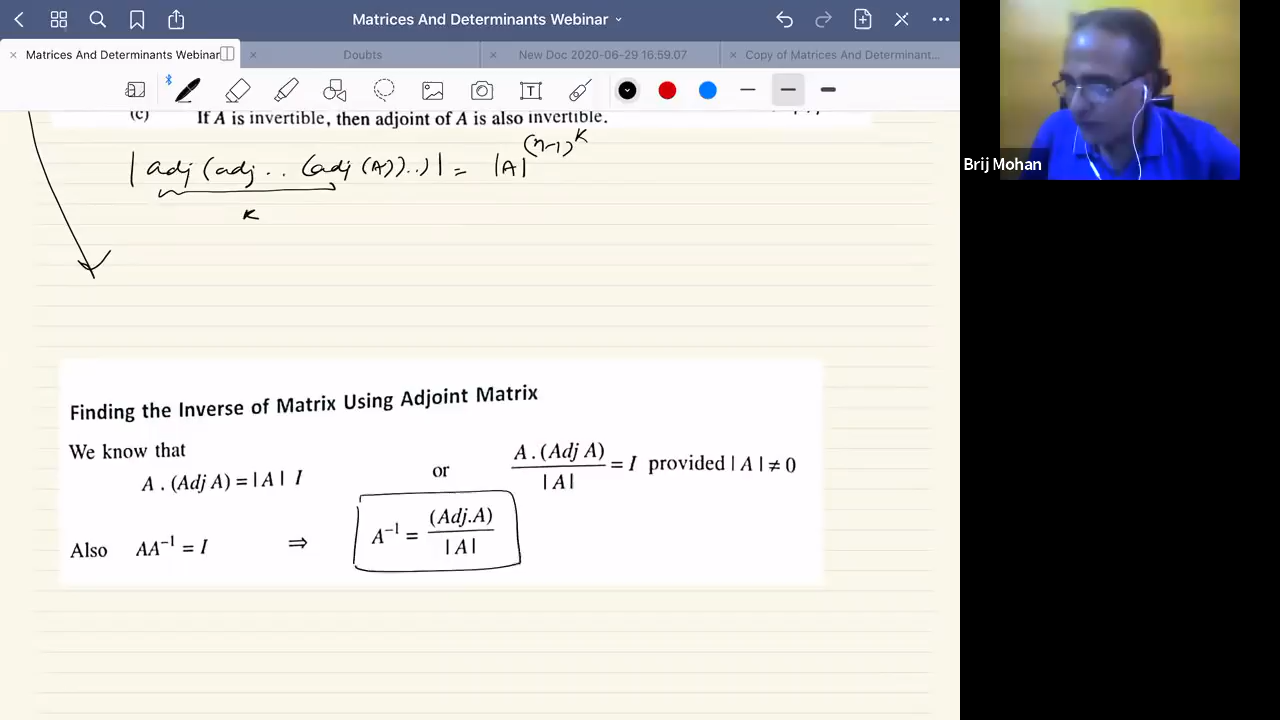 Matrices And Determinants Webinar
Matrices And Determinants Webinar
Doubts
New Doc 2020-06-29 16:59.07
Copy of Matrices And Determinant...
T
(c) If A is invertible, then adjoint of A is also invertible.
| adj (adj .. (adj (A))..) | = |A|^(n-1)^K
K
Brij Mohan
Finding the Inverse of Matrix Using Adjoint Matrix
We know that
A . (Adj A) = | A | I or A . (Adj A) / | A | = I provided | A | ≠ 0
Also AA⁻¹ = I ⇒ A⁻¹ = (Adj.A) / | A |